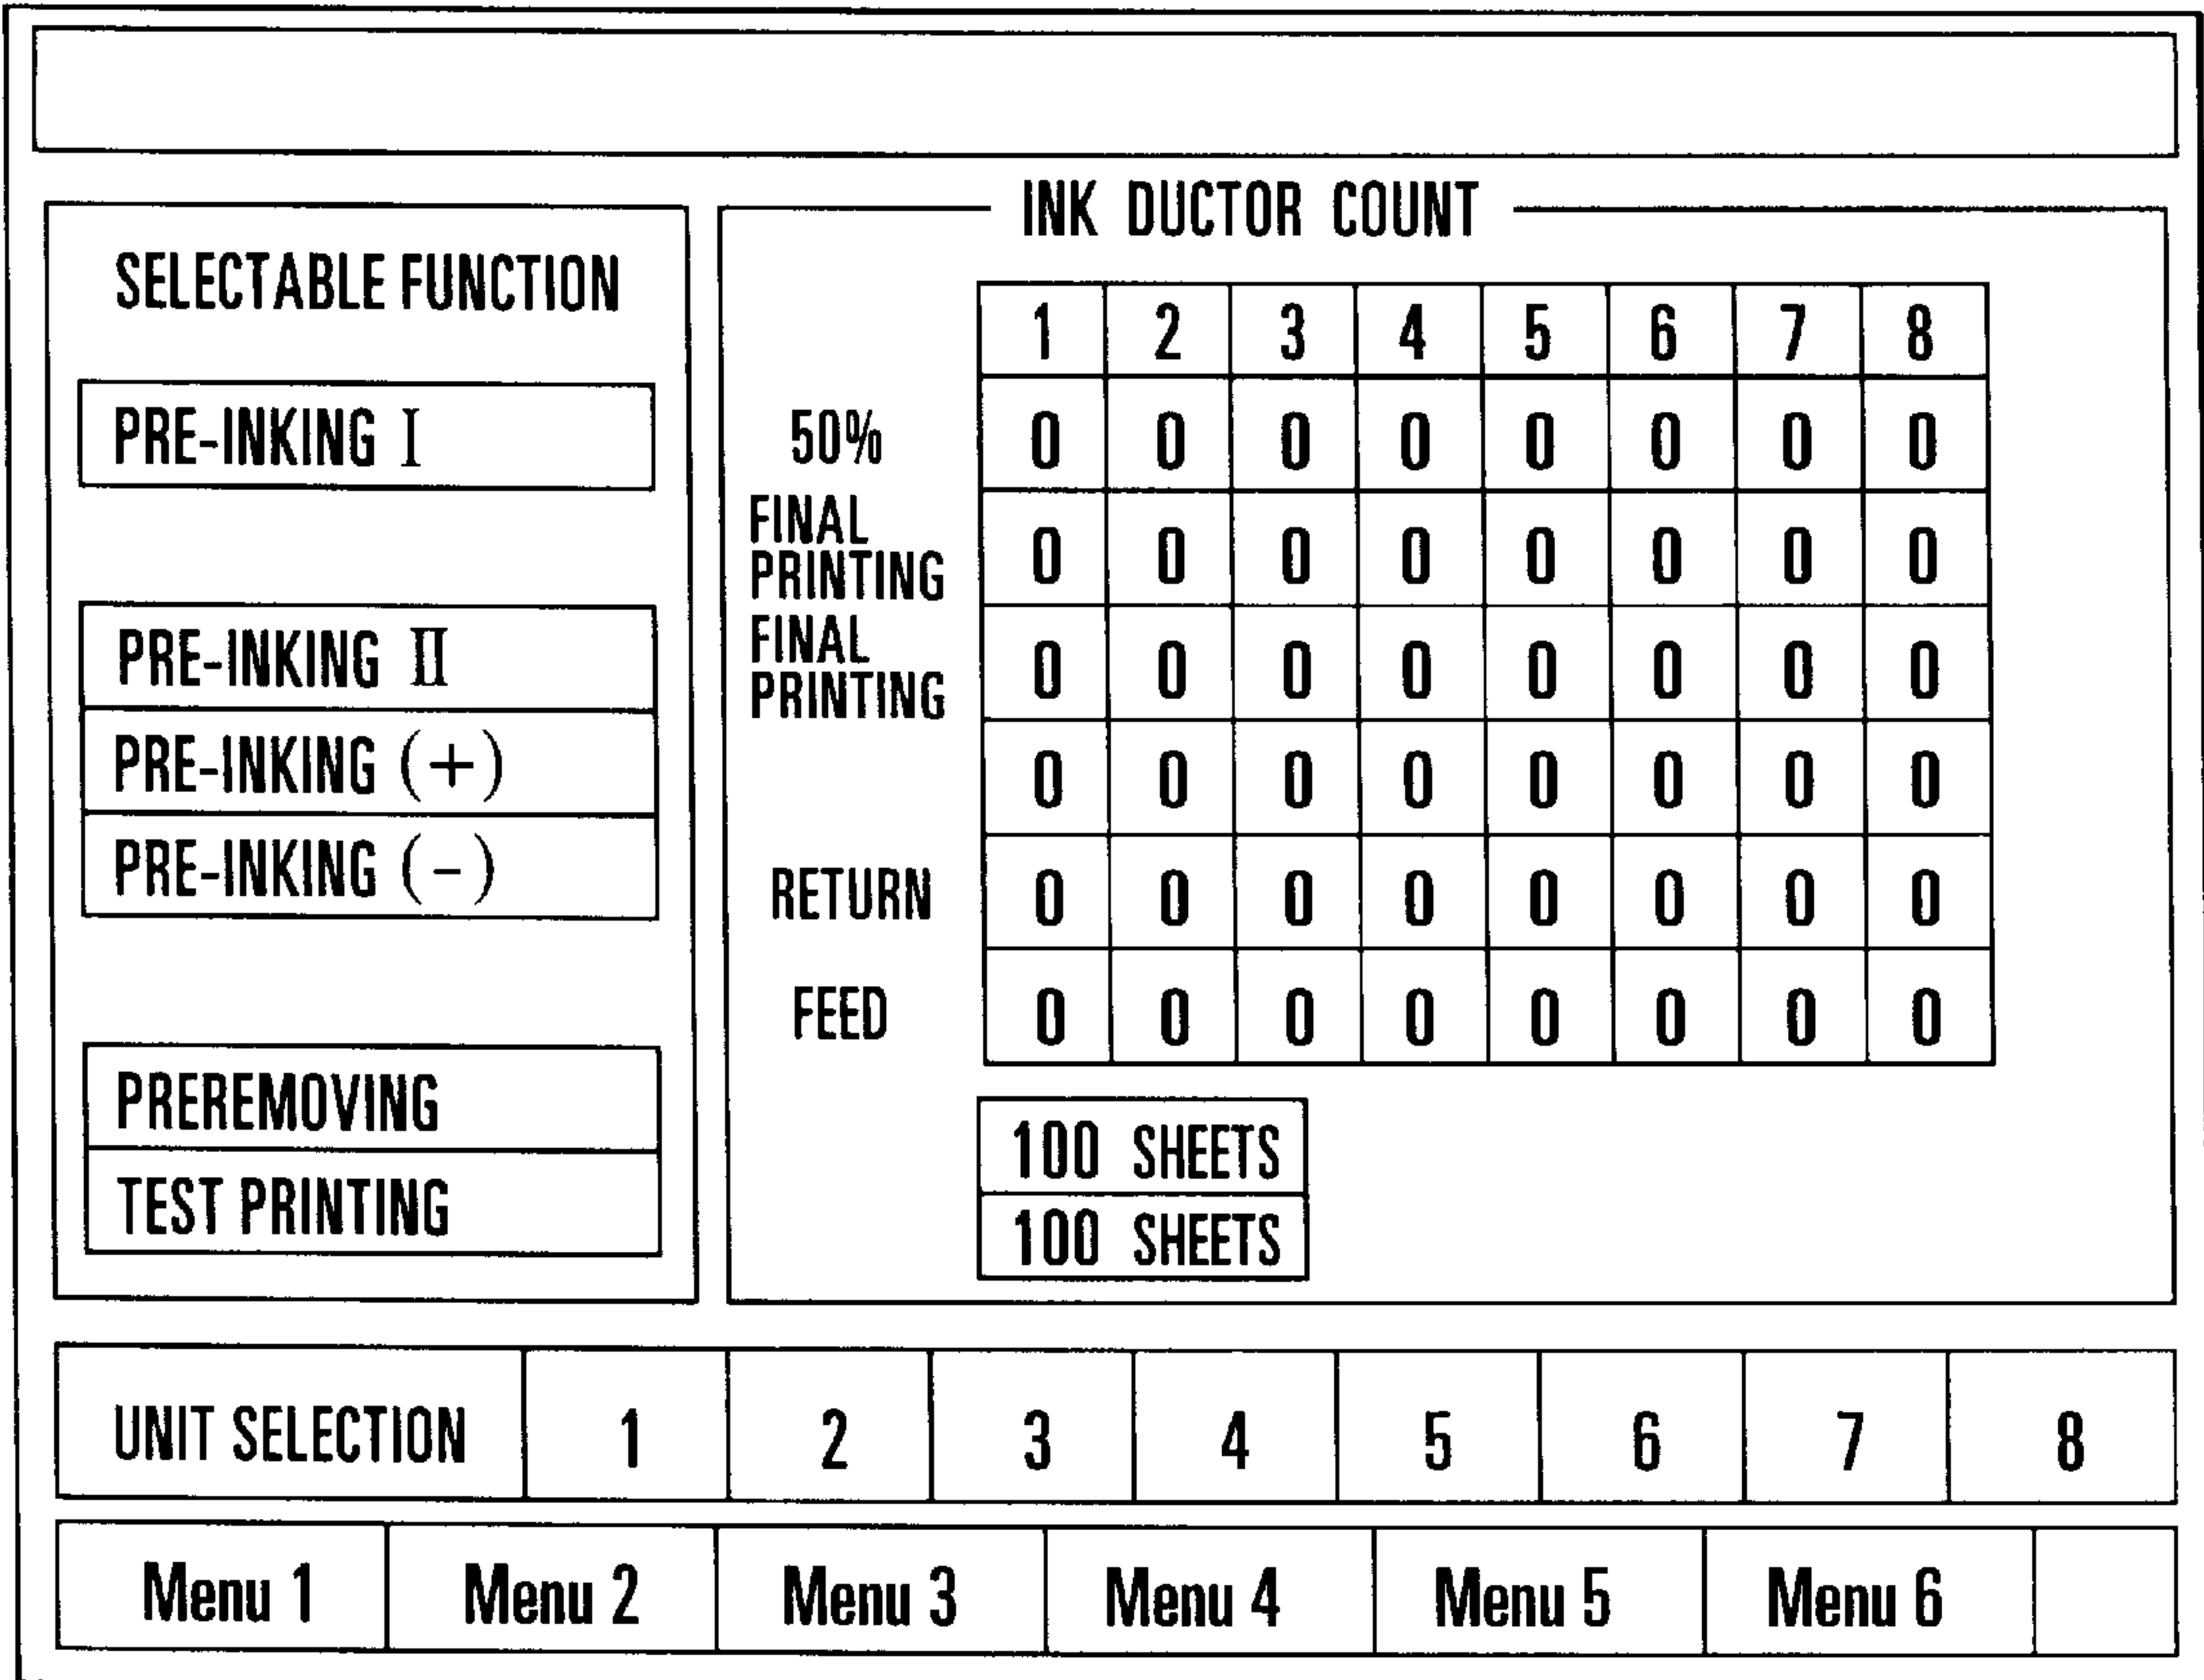 SELECTABLE FUNCTION
PRE-INKING I
PRE-INKING II
PRE-INKING (+)
PRE-INKING (-)
PREREMOVING
TEST PRINTING
INK DUCTOR COUNT
1 2 3 4 5 6 7 8
50% 0 0 0 0 0 0 0 0
FINAL
PRINTING 0 0 0 0 0 0 0 0
FINAL
PRINTING 0 0 0 0 0 0 0 0
0 0 0 0 0 0 0 0
RETURN 0 0 0 0 0 0 0 0
FEED 0 0 0 0 0 0 0 0
100 SHEETS
100 SHEETS
UNIT SELECTION 1 2 3 4 5 6 7 8
Menu 1 Menu 2 Menu 3 Menu 4 Menu 5 Menu 6